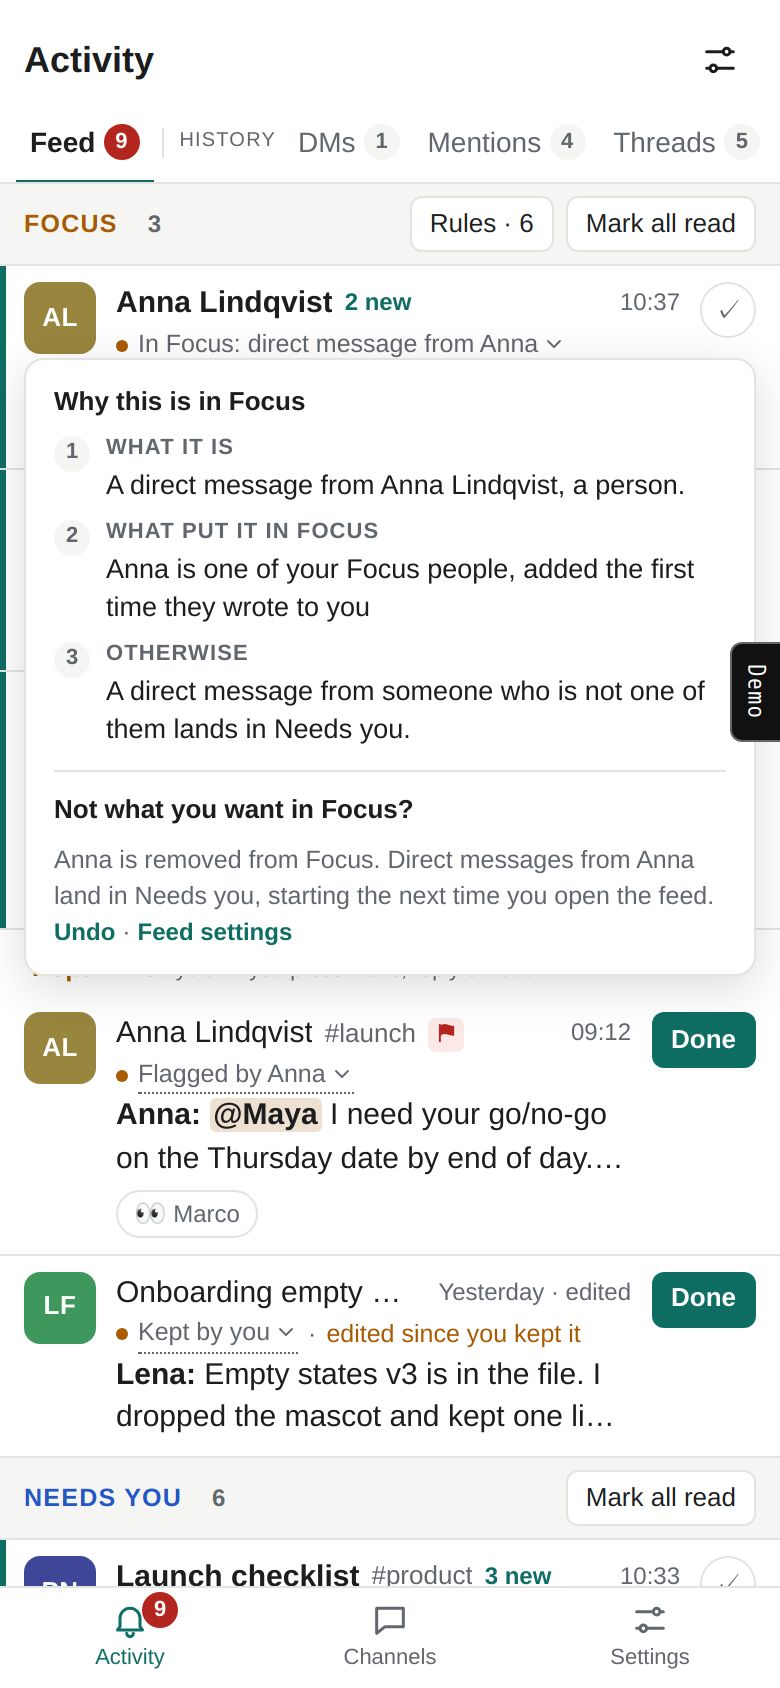 Activity
Feed 9 HISTORY DMs 1 Mentions 4 Threads 5
FOCUS 3 Rules · 6 Mark all read
AL Anna Lindqvist 2 new 10:37 ✓
In Focus: direct message from Anna
Why this is in Focus
1 WHAT IT IS
A direct message from Anna Lindqvist, a person.
2 WHAT PUT IT IN FOCUS
Anna is one of your Focus people, added the first
time they wrote to you
3 OTHERWISE
A direct message from someone who is not one of
them lands in Needs you.
Demo
Not what you want in Focus?
Anna is removed from Focus. Direct messages from Anna
land in Needs you, starting the next time you open the feed.
Undo · Feed settings
AL Anna Lindqvist #launch 09:12 Done
Flagged by Anna
Anna: @Maya I need your go/no-go
on the Thursday date by end of day.…
👀 Marco
LF Onboarding empty … Yesterday · edited Done
Kept by you · edited since you kept it
Lena: Empty states v3 is in the file. I
dropped the mascot and kept one li…
NEEDS YOU 6 Mark all read
Launch checklist #product 3 new 10:33
9
Activity Channels Settings